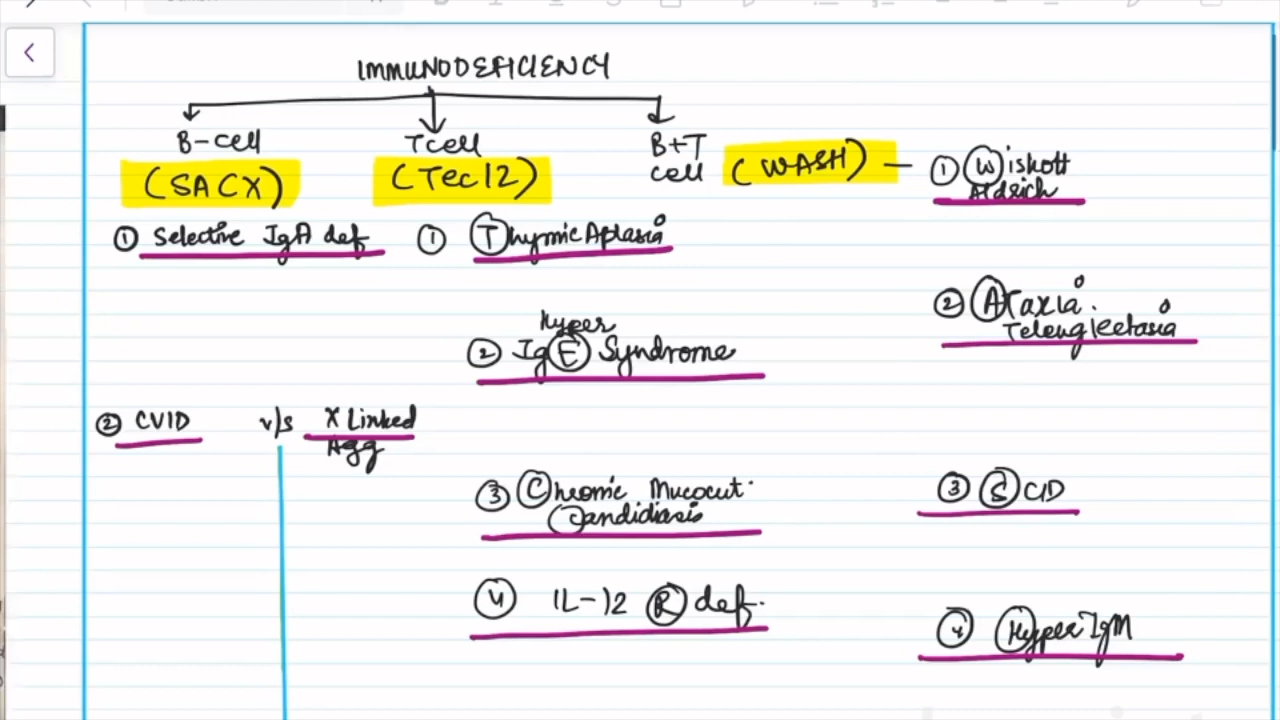 IMMUNODEFICIENCY
B-cell
(SACX)
① Selective IgA def
② CVID v/s X Linked
Agg
Tcell
(TEC12)
① Thymic Aplasia
Hyper
② IgE Syndrome
③ Chronic Mucocut.
Candidiasis
④ IL-12 R def.
B+T
cell (WASH)
① Wiskott
Aldrich
② Ataxia.
③ SCID
④ Hyper IgM